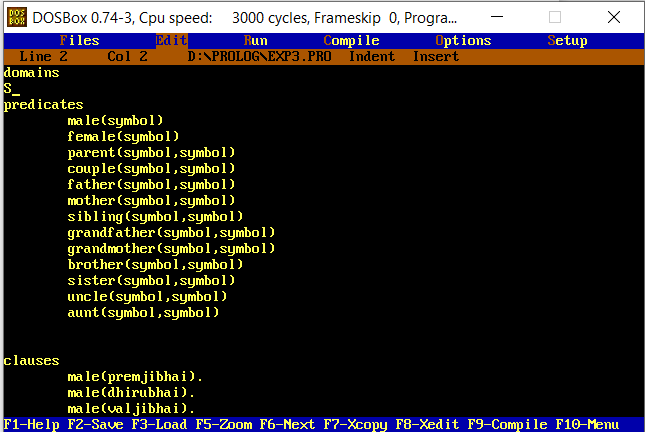 DOS BOX DOSBox 0.74-3, Cpu speed: 3000 cycles, Frameskip 0, Progra...
Files Edit Run Compile Options Setup
Line 2 Col 2 D:\PROLOG\EXP3.PRO Indent Insert
domains
S_
predicates
male(symbol)
female(symbol)
parent(symbol,symbol)
couple(symbol,symbol)
father(symbol,symbol)
mother(symbol,symbol)
sibling(symbol,symbol)
grandfather(symbol,symbol)
grandmother(symbol,symbol)
brother(symbol,symbol)
sister(symbol,symbol)
uncle(symbol,symbol)
aunt(symbol,symbol)
clauses
male(premjibhai).
male(dhirubhai).
male(valjibhai).
F1-Help F2-Save F3-Load F5-Zoom F6-Next F7-Xcopy F8-Xedit F9-Compile F10-Menu